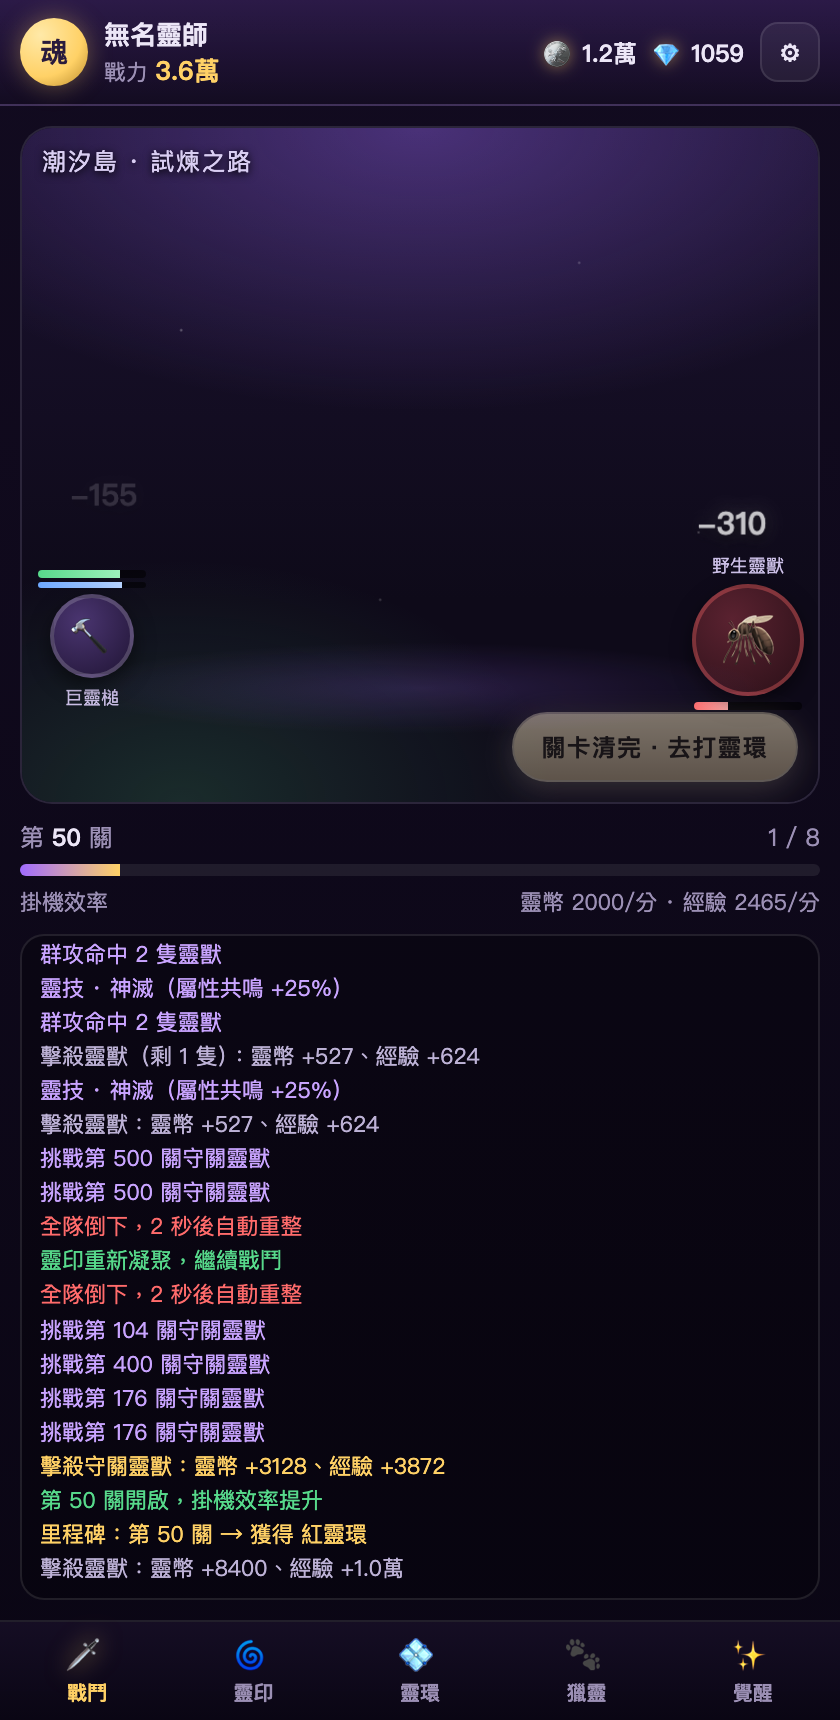 魂
無名靈師
戰力 3.6萬
1.2萬
1059
潮汐島 · 試煉之路
−155
−310
野生靈獸
巨靈槌
關卡清完 · 去打靈環
第 50 關
1 / 8
掛機效率
靈幣 2000/分 · 經驗 2465/分
群攻命中 2 隻靈獸
靈技 · 神滅（屬性共鳴 +25%）
群攻命中 2 隻靈獸
擊殺靈獸（剩 1 隻）：靈幣 +527、經驗 +624
靈技 · 神滅（屬性共鳴 +25%）
擊殺靈獸：靈幣 +527、經驗 +624
挑戰第 500 關守關靈獸
挑戰第 500 關守關靈獸
全隊倒下，2 秒後自動重整
靈印重新凝聚，繼續戰鬥
全隊倒下，2 秒後自動重整
挑戰第 104 關守關靈獸
挑戰第 400 關守關靈獸
挑戰第 176 關守關靈獸
挑戰第 176 關守關靈獸
擊殺守關靈獸：靈幣 +3128、經驗 +3872
第 50 關開啟，掛機效率提升
里程碑：第 50 關 → 獲得 紅靈環
擊殺靈獸：靈幣 +8400、經驗 +1.0萬
戰鬥
靈印
靈環
獵靈
覺醒